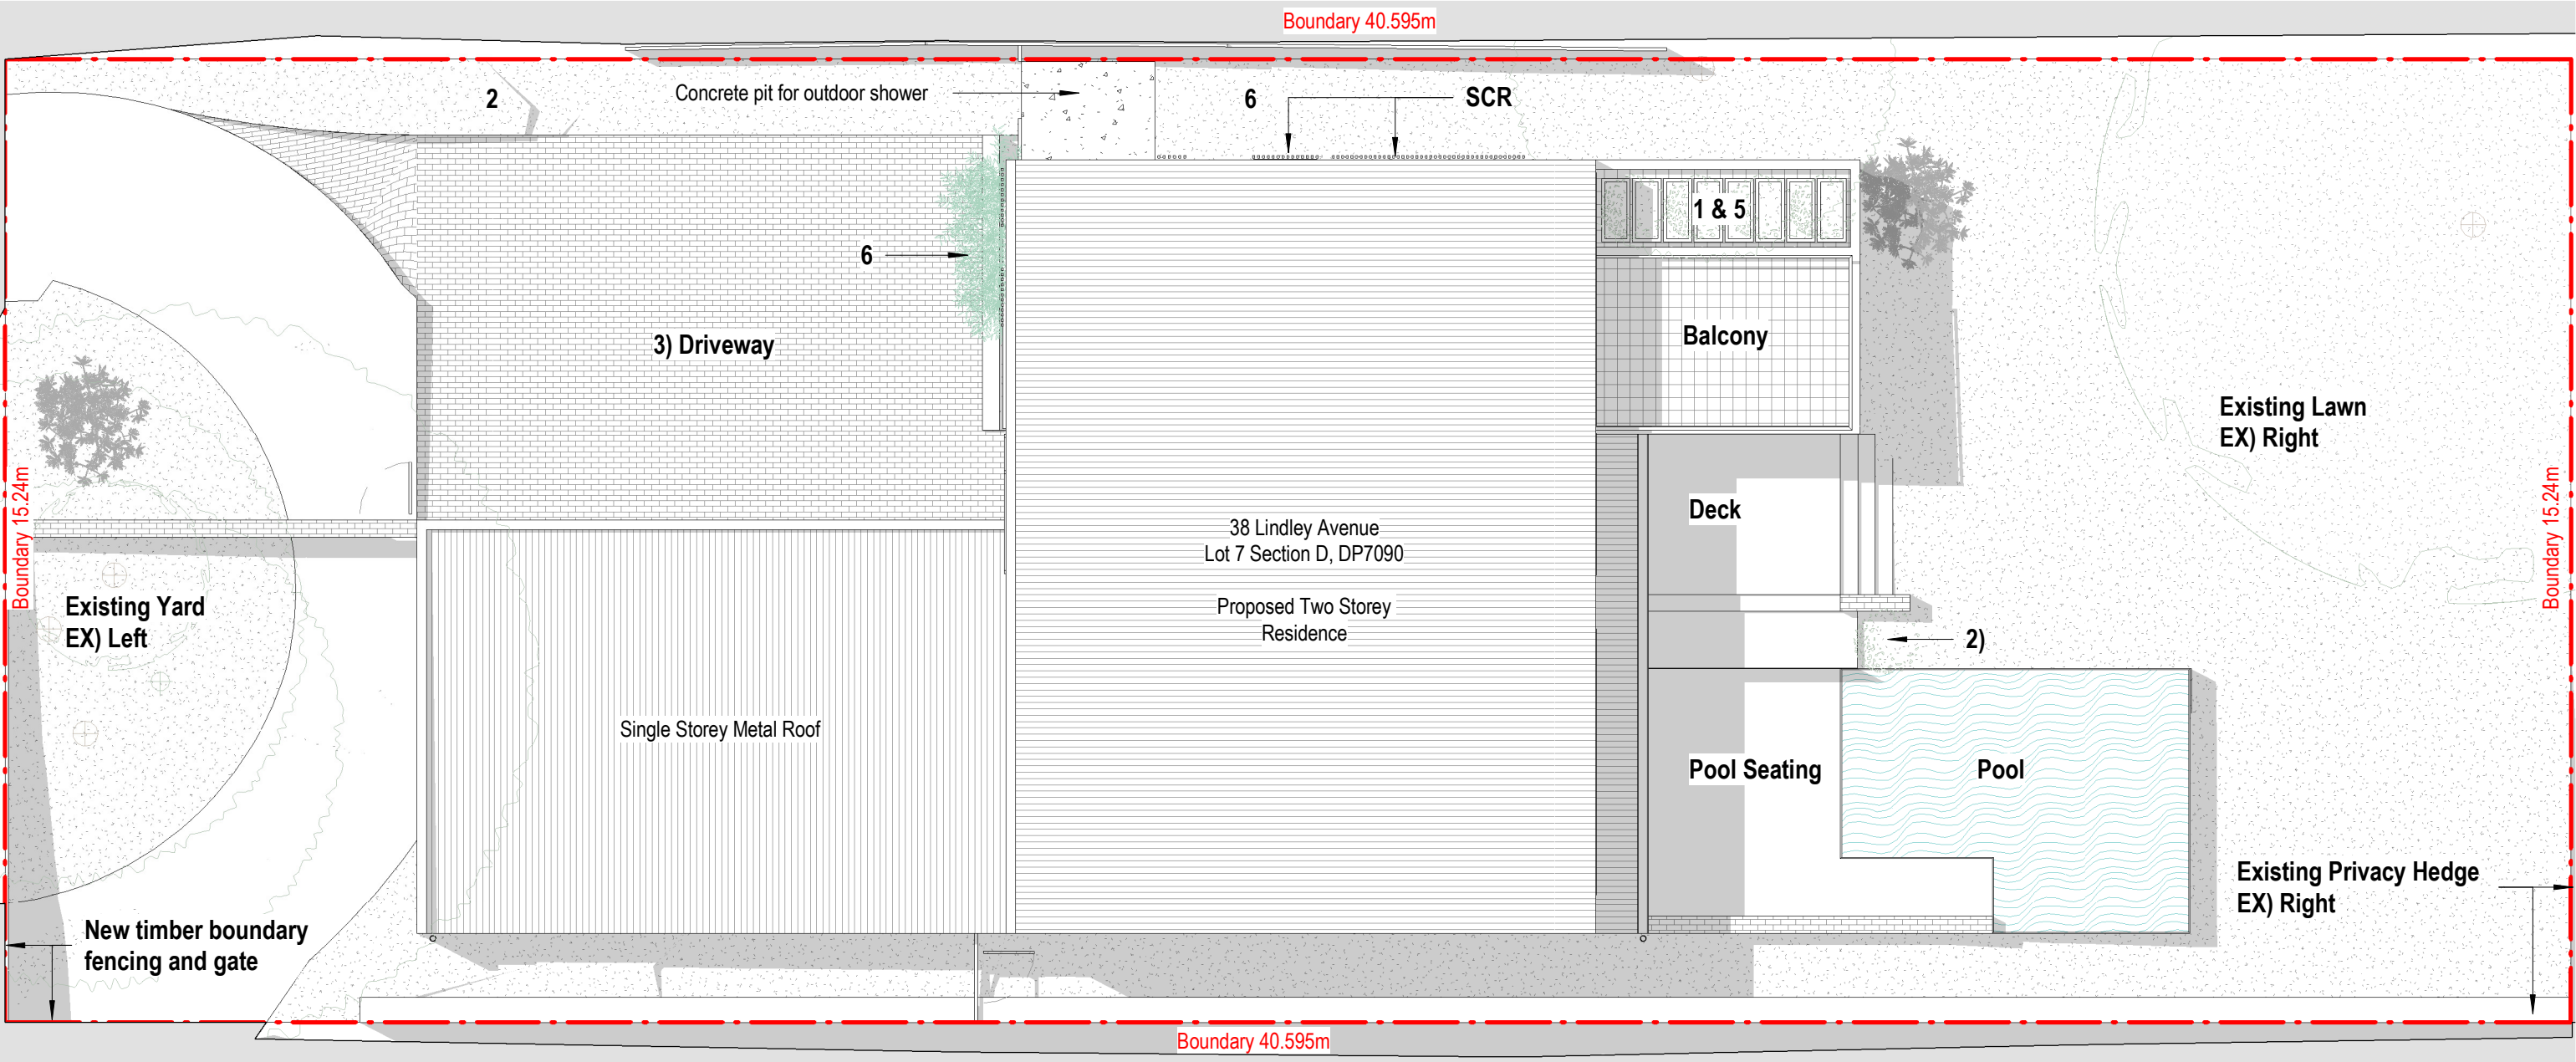 Boundary 40.595m
2
Concrete pit for outdoor shower
6
SCR
1 & 5
6
3) Driveway
Balcony
Existing Lawn
EX) Right
Boundary 15.24m
Deck
38 Lindley Avenue
Lot 7 Section D, DP7090
Proposed Two Storey
Residence
Boundary 15.24m
Existing Yard
EX) Left
2)
Single Storey Metal Roof
Pool Seating
Pool
Existing Privacy Hedge
EX) Right
New timber boundary
fencing and gate
Boundary 40.595m